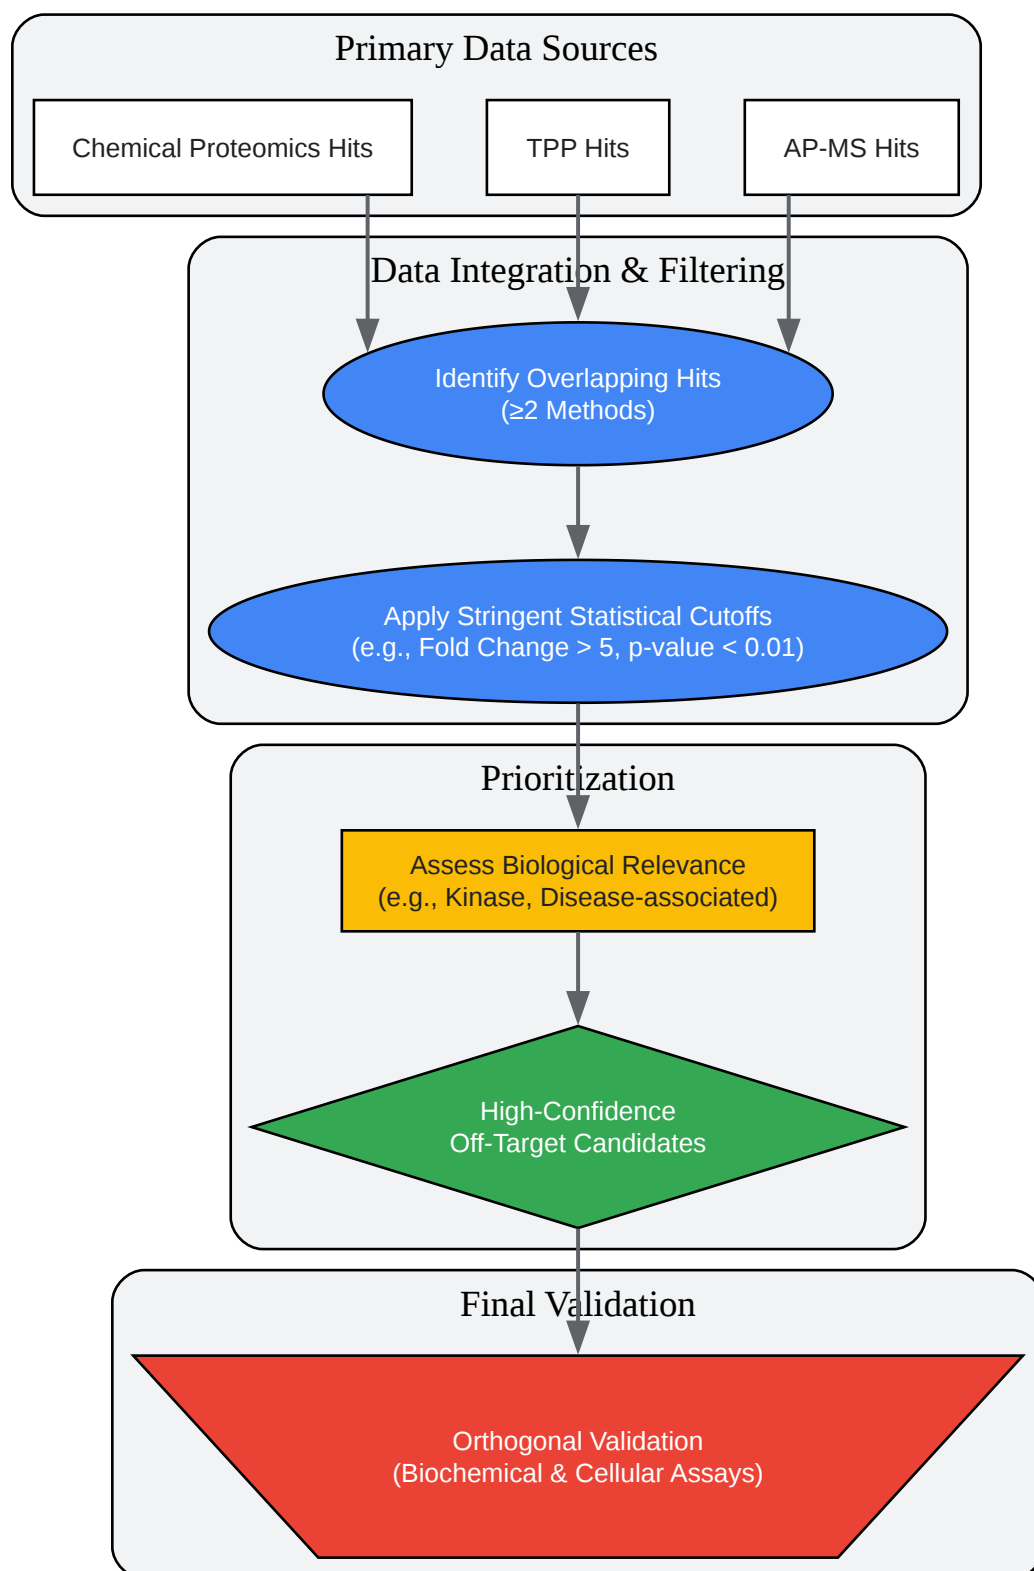 Primary Data Sources
Chemical Proteomics Hits
TPP Hits
AP-MS Hits
Data Integration & Filtering
Identify Overlapping Hits
(≥2 Methods)
Apply Stringent Statistical Cutoffs
(e.g., Fold Change > 5, p-value < 0.01)
Prioritization
Assess Biological Relevance
(e.g., Kinase, Disease-associated)
High-Confidence
Off-Target Candidates
Final Validation
Orthogonal Validation
(Biochemical & Cellular Assays)